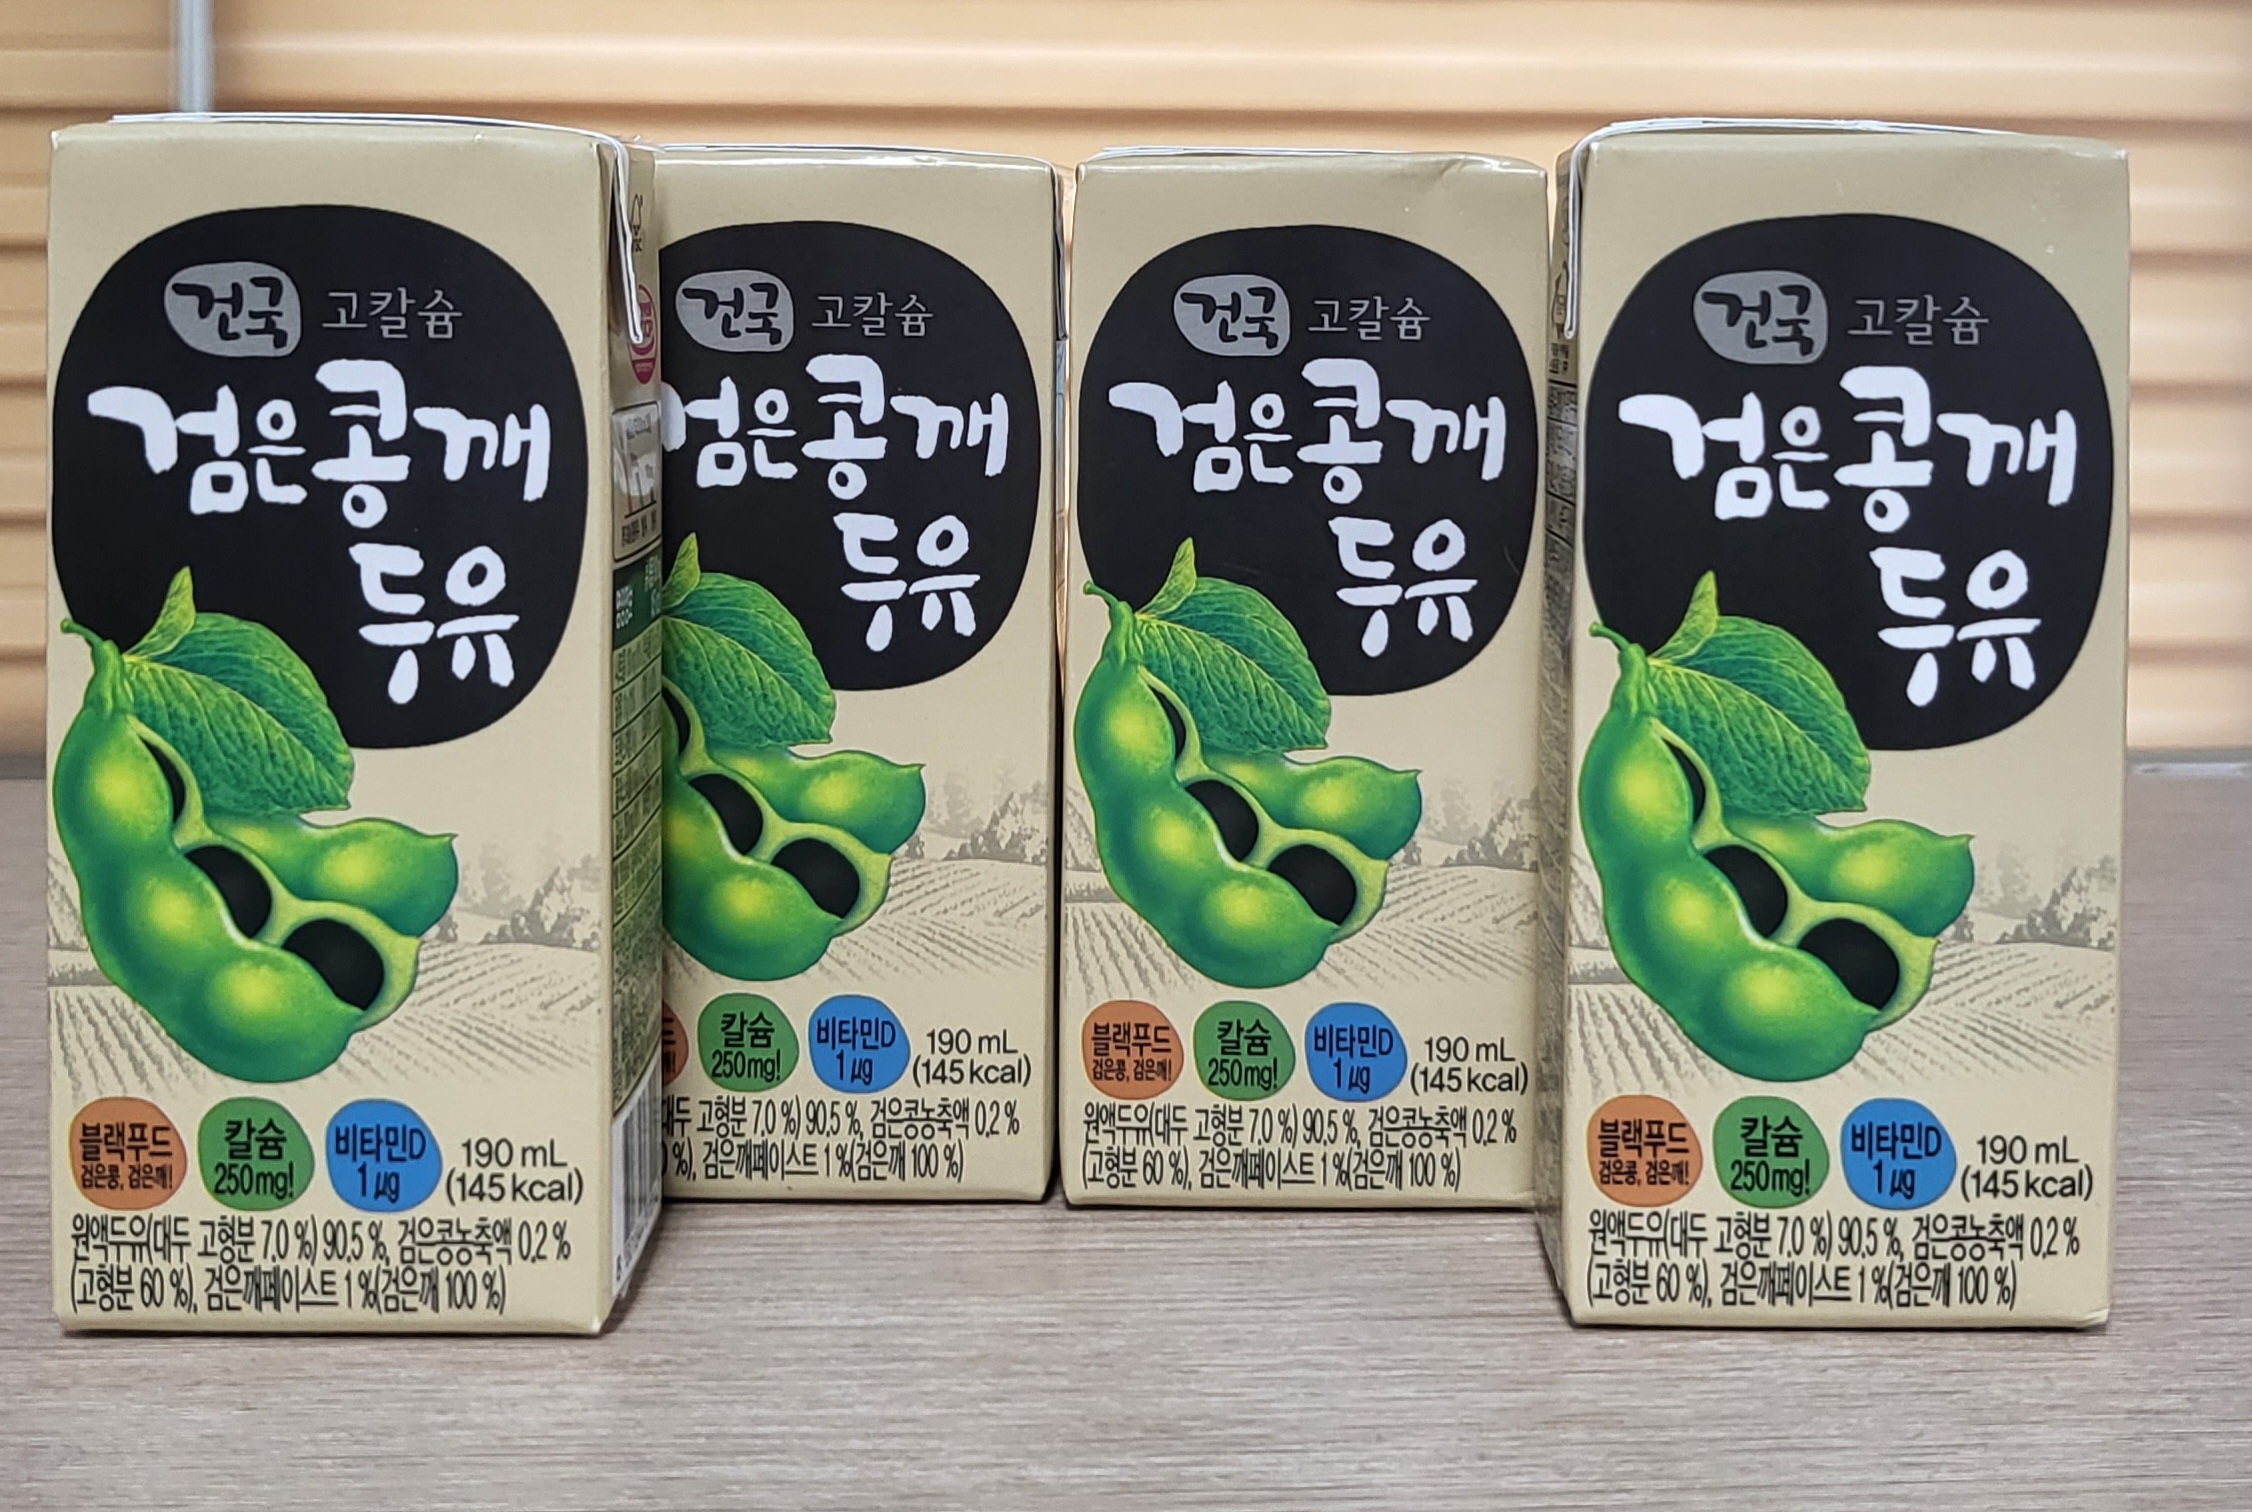 건국 고칼슘
검은콩깨
두유
블랙푸드
검은콩, 검은깨!
칼슘
250mg!
비타민D
1㎍
190 mL
(145 kcal)
원액두유(대두 고형분 7.0 %) 90.5 %, 검은콩농축액 0.2 %
(고형분 60 %), 검은깨페이스트 1 %(검은깨 100 %)
건국 고칼슘
검은콩깨
두유
칼슘
250mg!
비타민D
1㎍
190 mL
(145 kcal)
대두 고형분 7.0 %) 90.5 %, 검은콩농축액 0.2 %
%), 검은깨페이스트 1 %(검은깨 100 %)
건국 고칼슘
검은콩깨
두유
블랙푸드
검은콩, 검은깨!
칼슘
250mg!
비타민D
1㎍
190 mL
(145 kcal)
원액두유(대두 고형분 7.0 %) 90.5 %, 검은콩농축액 0.2 %
(고형분 60 %), 검은깨페이스트 1 %(검은깨 100 %)
건국 고칼슘
검은콩깨
두유
블랙푸드
검은콩, 검은깨!
칼슘
250mg!
비타민D
1㎍
190 mL
(145 kcal)
원액두유(대두 고형분 7.0 %) 90.5 %, 검은콩농축액 0.2 %
(고형분 60 %), 검은깨페이스트 1 %(검은깨 100 %)